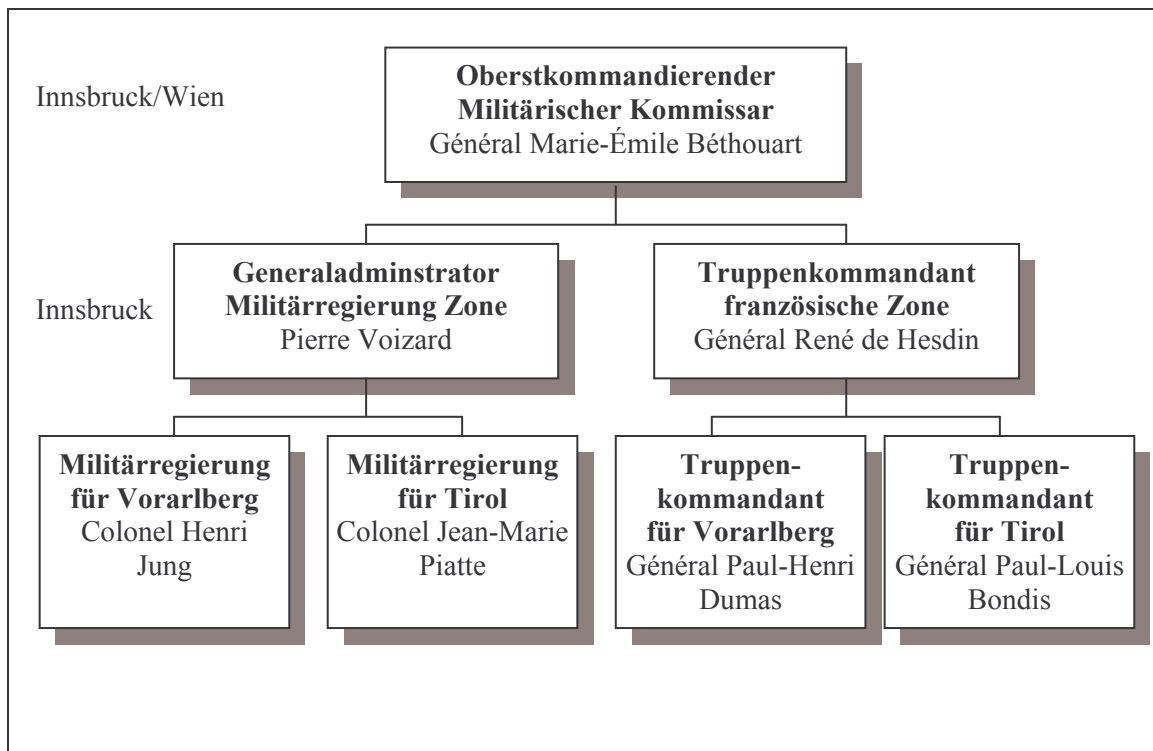 Innsbruck/Wien
Oberstkommandierender
Militärischer Kommissar
Général Marie-Émile Béthouart
Innsbruck
Generaladminstrator
Militärregierung Zone
Pierre Voizard
Truppenkommandant
französische Zone
Général René de Hesdin
Militärregierung
für Vorarlberg
Colonel Henri
Jung
Militärregierung
für Tirol
Colonel Jean-Marie
Piatte
Truppen-
kommandant
für Vorarlberg
Général Paul-Henri
Dumas
Truppen-
kommandant
für Tirol
Général Paul-Louis
Bondis